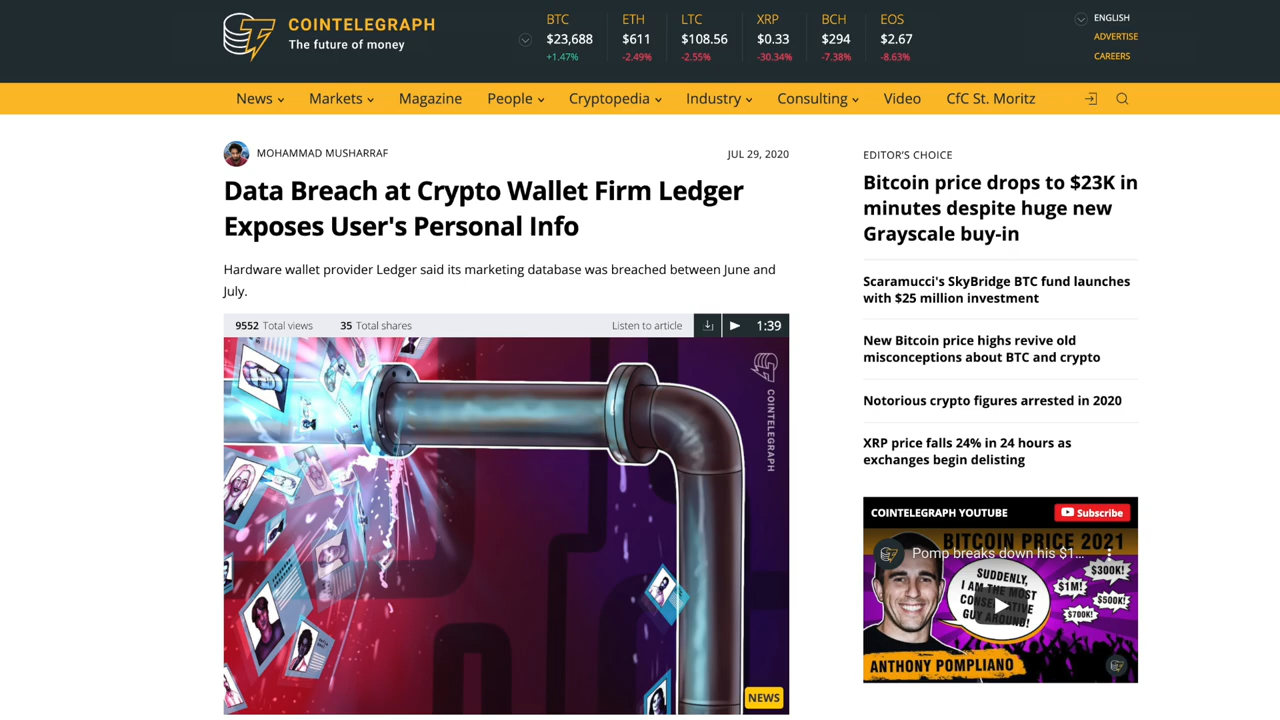 COINTELEGRAPH
The future of money
BTC ETH LTC XRP BCH EOS
$23,688 $611 $108.56 $0.33 $294 $2.67
+1.47% -2.49% -2.55% -30.34% -7.38% -8.63%
ENGLISH
ADVERTISE
CAREERS
News Markets Magazine People Cryptopedia Industry Consulting Video CfC St. Moritz
MOHAMMAD MUSHARRAF JUL 29, 2020
Data Breach at Crypto Wallet Firm Ledger
Exposes User's Personal Info
Hardware wallet provider Ledger said its marketing database was breached between June and
July.
9552 Total views 35 Total shares Listen to article 1:39
COINTELEGRAPH
NEWS
EDITOR'S CHOICE
Bitcoin price drops to $23K in
minutes despite huge new
Grayscale buy-in
Scaramucci's SkyBridge BTC fund launches
with $25 million investment
New Bitcoin price highs revive old
misconceptions about BTC and crypto
Notorious crypto figures arrested in 2020
XRP price falls 24% in 24 hours as
exchanges begin delisting
COINTELEGRAPH YOUTUBE Subscribe
BITCOIN PRICE 2021
Pomp breaks down his $1...
SUDDENLY,
I AM THE MOST
CONSERVATIVE
GUY AROUND!
$300K!
$1M!
$500K!
$700K!
ANTHONY POMPLIANO